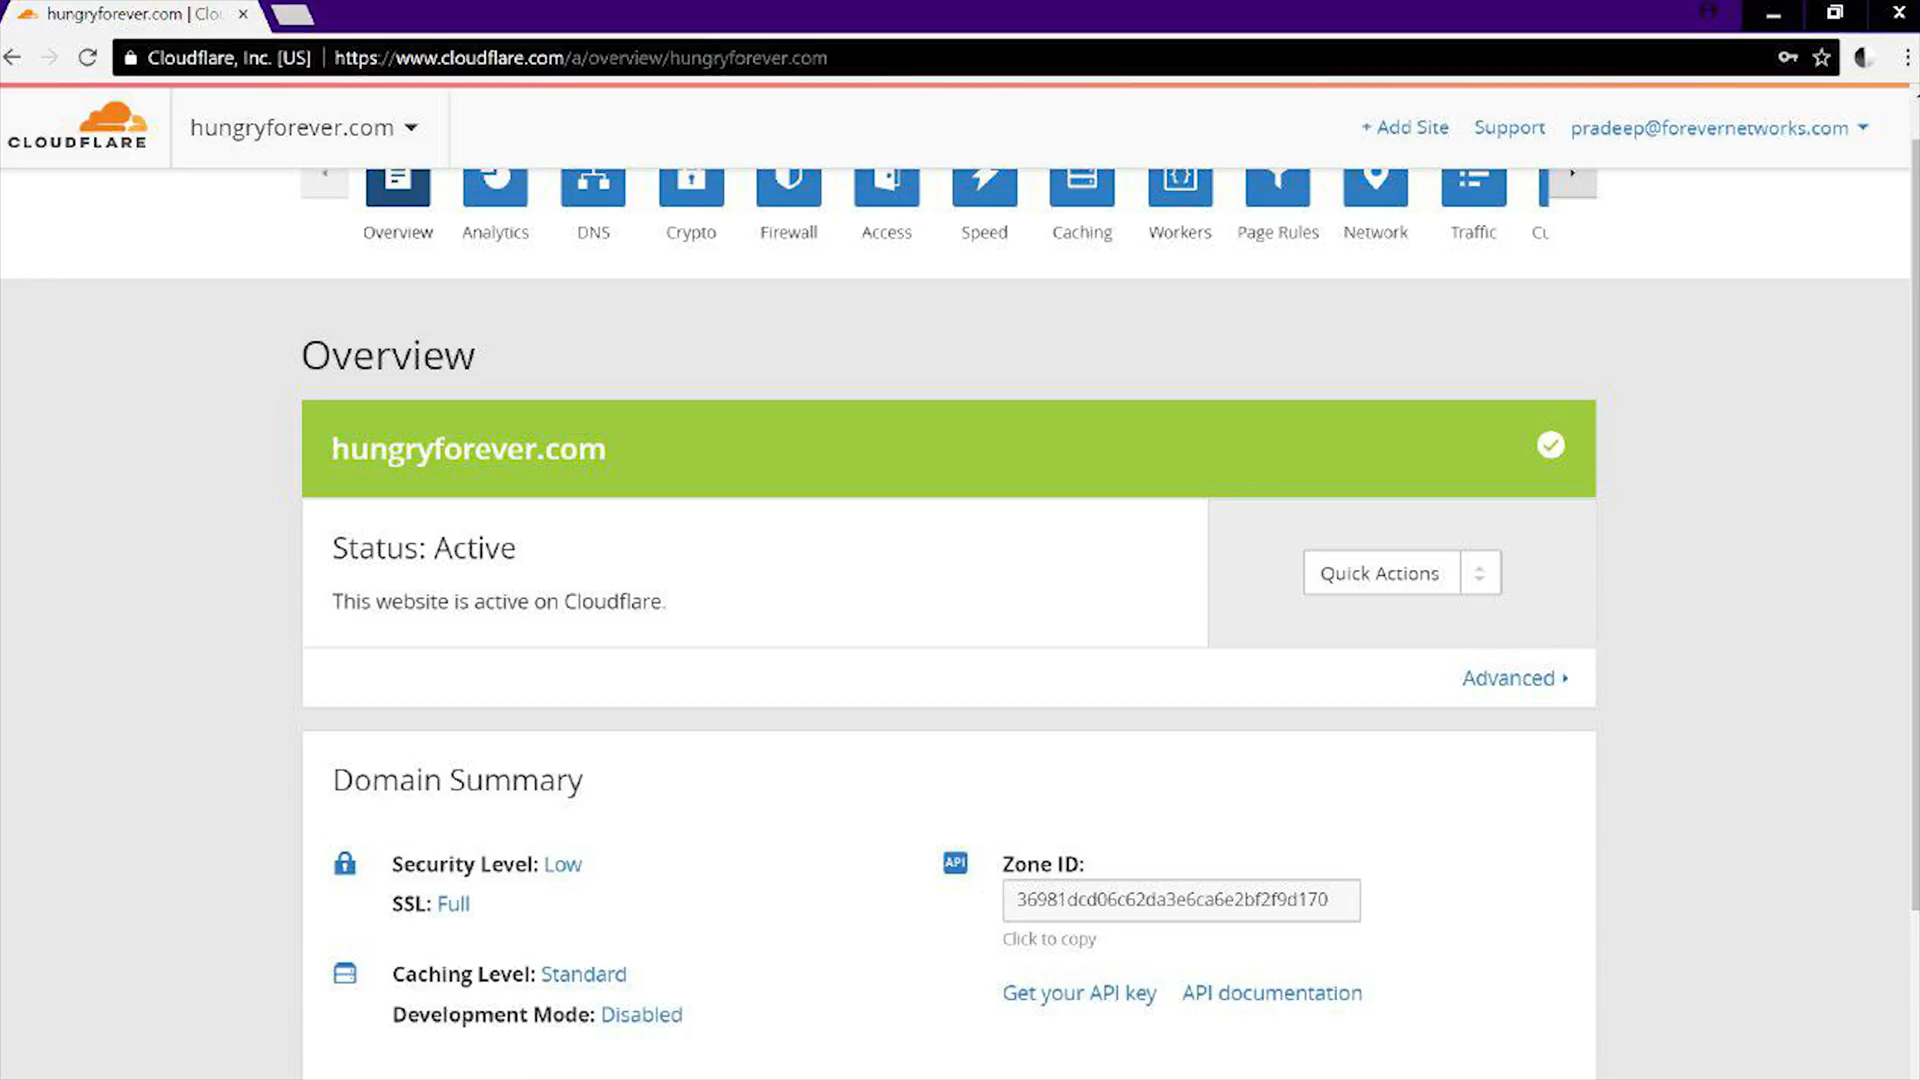 hungryforever.com | Clo
Cloudflare, Inc. [US] | https://www.cloudflare.com/a/overview/hungryforever.com
CLOUDFLARE
hungryforever.com
+ Add Site
Support
pradeep@forevernetworks.com
Overview
Analytics
DNS
Crypto
Firewall
Access
Speed
Caching
Workers
Page Rules
Network
Traffic
Cu
Overview
hungryforever.com
Status: Active
This website is active on Cloudflare.
Quick Actions
Advanced
Domain Summary
Security Level: Low
SSL: Full
Caching Level: Standard
Development Mode: Disabled
API
Zone ID:
36981dcd06c62da3e6ca6e2bf2f9d170
Click to copy
Get your API key
API documentation